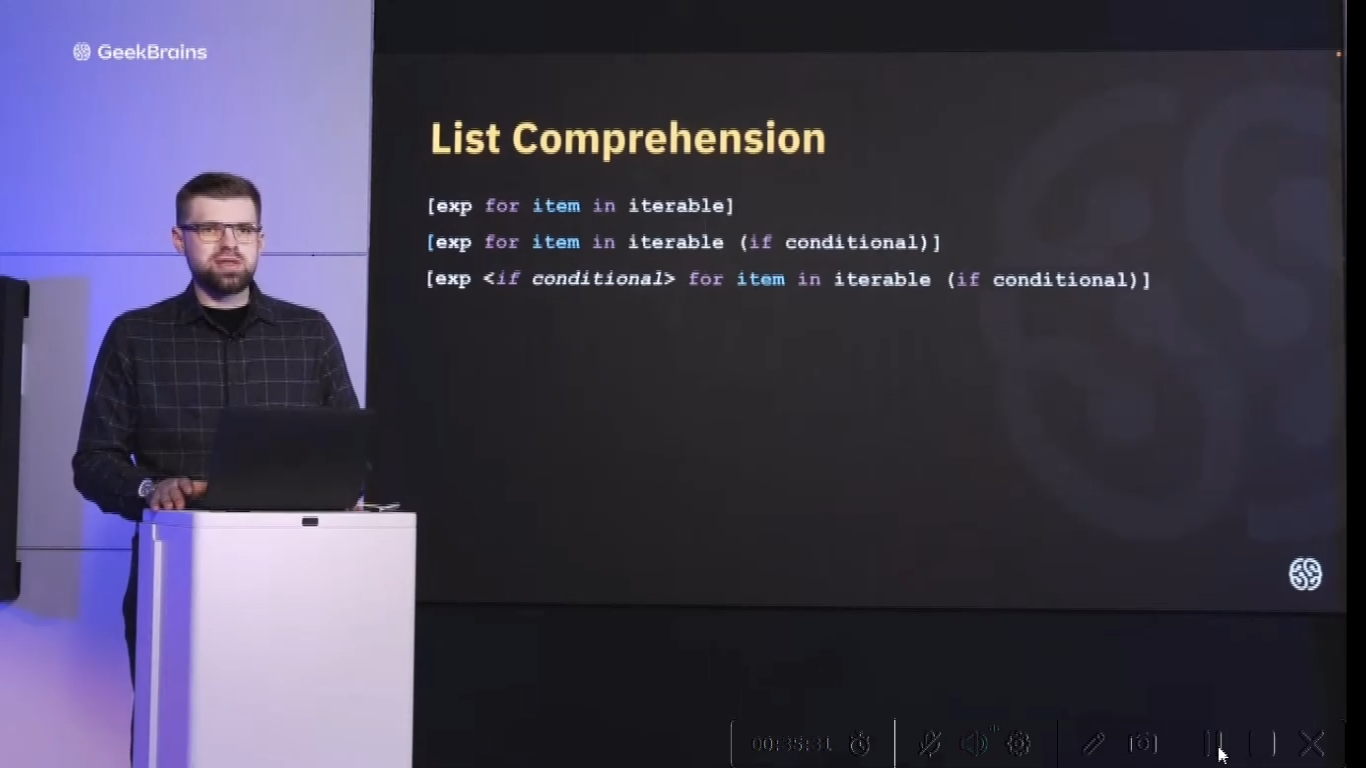 GeekBrains
List Comprehension
[exp for item in iterable]
[exp for item in iterable (if conditional)]
[exp <if conditional> for item in iterable (if conditional)]
00:35:31